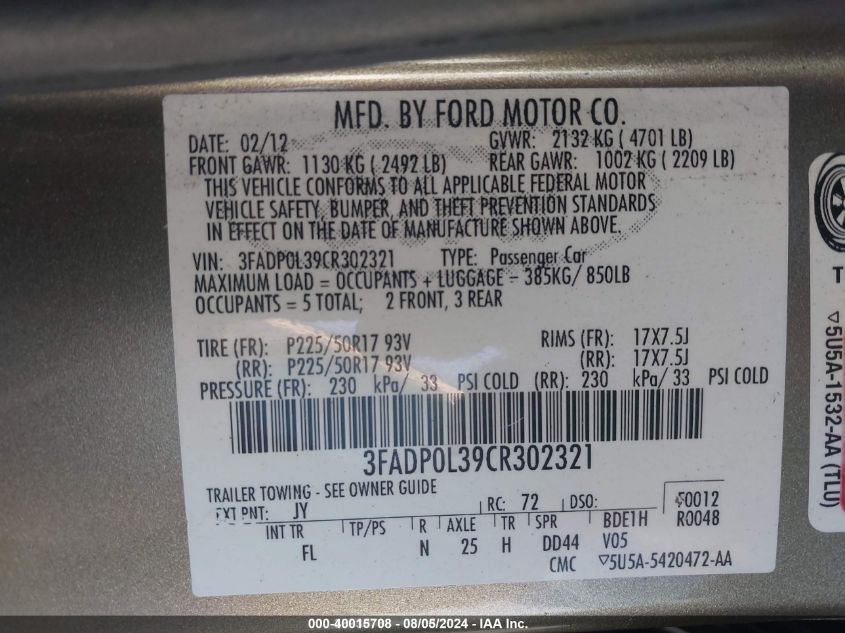 MFD. BY FORD MOTOR CO.
DATE: 02/12 GVWR: 2132 KG ( 4701 LB)
FRONT GAWR: 1130 KG ( 2492 LB) REAR GAWR: 1002 KG ( 2209 LB)
THIS VEHICLE CONFORMS TO ALL APPLICABLE FEDERAL MOTOR
VEHICLE SAFETY, BUMPER, AND THEFT PREVENTION STANDARDS
IN EFFECT ON THE DATE OF MANUFACTURE SHOWN ABOVE.
VIN: 3FADP0L39CR302321 TYPE: Passenger Car
MAXIMUM LOAD = OCCUPANTS + LUGGAGE = 385KG/ 850LB
OCCUPANTS = 5 TOTAL; 2 FRONT, 3 REAR
TIRE (FR): P225/50R17 93V RIMS (FR): 17X7.5J
(RR): P225/50R17 93V (RR): 17X7.5J
PRESSURE (FR): 230 kPa/ 33 PSI COLD (RR): 230 kPa/ 33 PSI COLD
3FADP0L39CR302321
TRAILER TOWING - SEE OWNER GUIDE
EXT PNT: JY RC: 72 DSO: 0012
INT TR TP/PS R AXLE TR SPR BDE1H R0048
FL N 25 H DD44 V05
CMC 5U5A-5420472-AA
T
5U5A-1532-AA (TLU)
000-40015708 - 08/05/2024 - © IAA Inc.